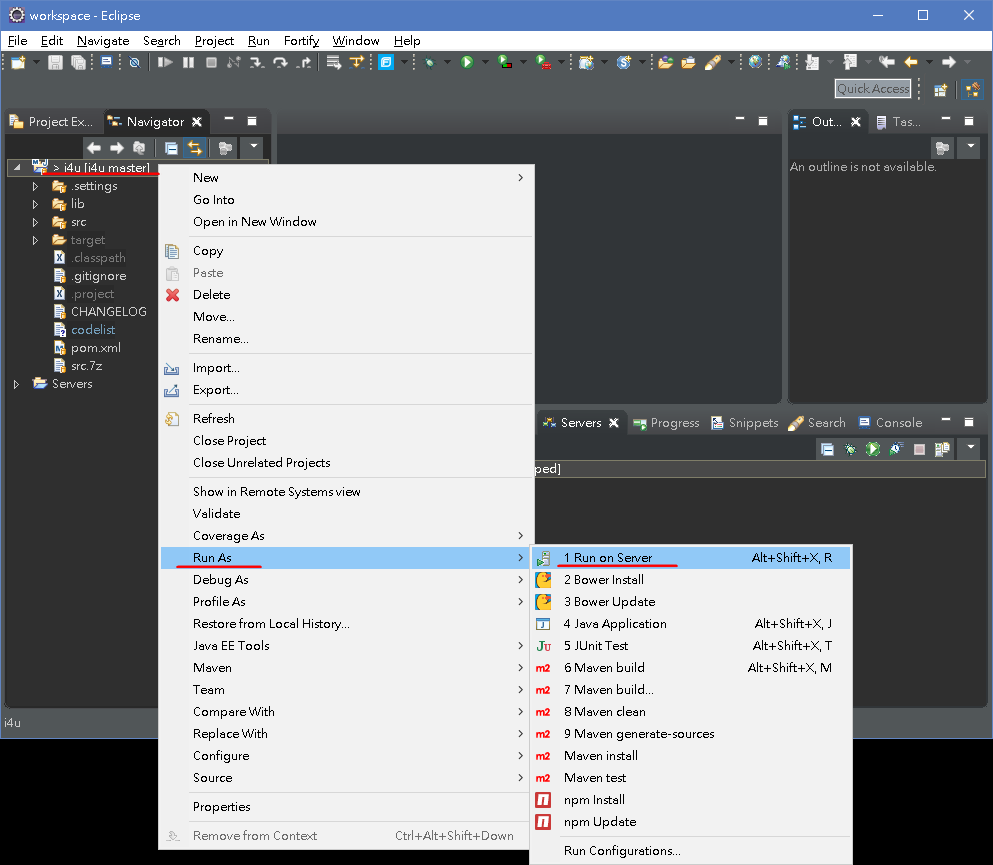 workspace - Eclipse
File Edit Navigate Search Project Run Fortify Window Help
Quick Access
Project Ex...
Navigator
Out...
Tas...
> i4u [i4u master]
.settings
lib
src
target
.classpath
.gitignore
.project
CHANGELOG
codelist
pom.xml
src.7z
Servers
An outline is not available.
New
Go Into
Open in New Window
Copy
Paste
Delete
Move...
Rename...
Import...
Export...
Refresh
Close Project
Close Unrelated Projects
Show in Remote Systems view
Validate
Coverage As
Run As
Debug As
Profile As
Restore from Local History...
Java EE Tools
Maven
Team
Compare With
Replace With
Configure
Source
Properties
Remove from Context Ctrl+Alt+Shift+Down
Servers
Progress
Snippets
Search
Console
ped]
1 Run on Server Alt+Shift+X, R
2 Bower Install
3 Bower Update
4 Java Application Alt+Shift+X, J
5 JUnit Test Alt+Shift+X, T
6 Maven build Alt+Shift+X, M
7 Maven build...
8 Maven clean
9 Maven generate-sources
Maven install
Maven test
npm Install
npm Update
Run Configurations...
i4u